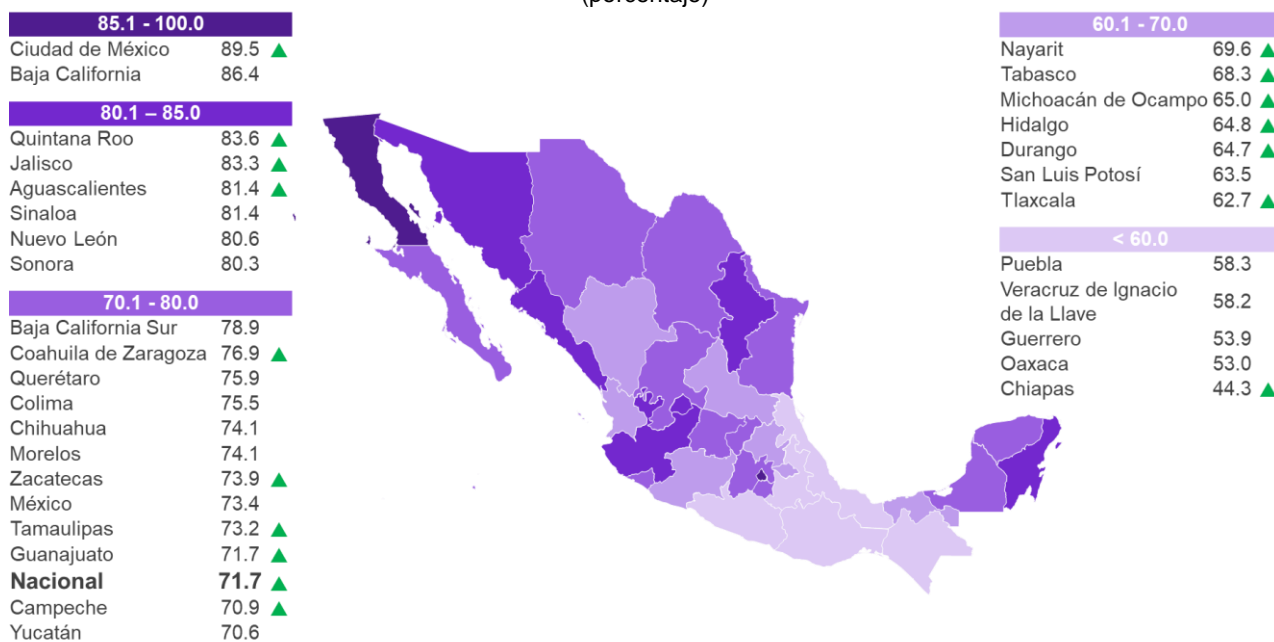 (porcentaje)
85.1 - 100.0
Ciudad de México 89.5 ▲
Baja California 86.4
80.1 – 85.0
Quintana Roo 83.6 ▲
Jalisco 83.3 ▲
Aguascalientes 81.4 ▲
Sinaloa 81.4
Nuevo León 80.6
Sonora 80.3
70.1 - 80.0
Baja California Sur 78.9
Coahuila de Zaragoza 76.9 ▲
Querétaro 75.9
Colima 75.5
Chihuahua 74.1
Morelos 74.1
Zacatecas 73.9 ▲
México 73.4
Tamaulipas 73.2 ▲
Guanajuato 71.7 ▲
Nacional 71.7 ▲
Campeche 70.9 ▲
Yucatán 70.6
60.1 - 70.0
Nayarit 69.6 ▲
Tabasco 68.3 ▲
Michoacán de Ocampo 65.0 ▲
Hidalgo 64.8 ▲
Durango 64.7 ▲
San Luis Potosí 63.5
Tlaxcala 62.7 ▲
< 60.0
Puebla 58.3
Veracruz de Ignacio
de la Llave 58.2
Guerrero 53.9
Oaxaca 53.0
Chiapas 44.3 ▲